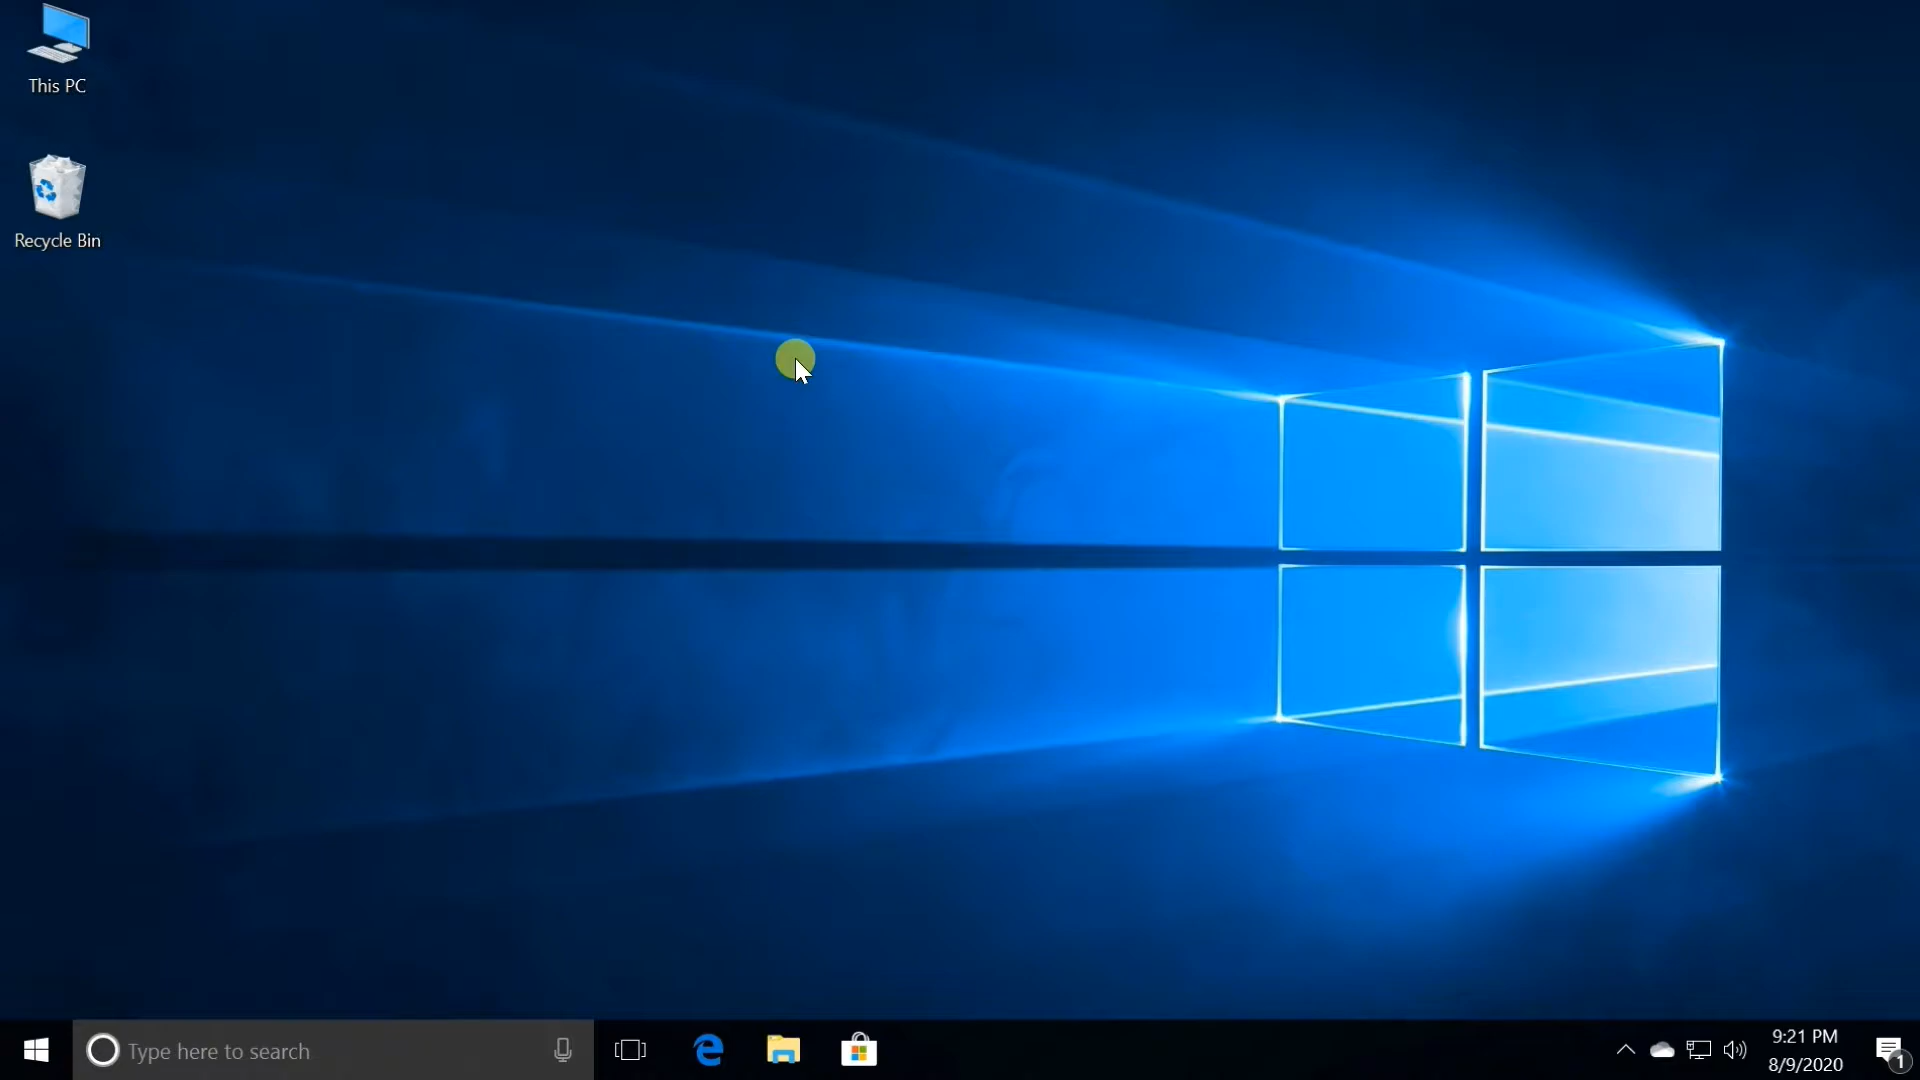 This PC
Recycle Bin
Type here to search
9:21 PM
8/9/2020
1